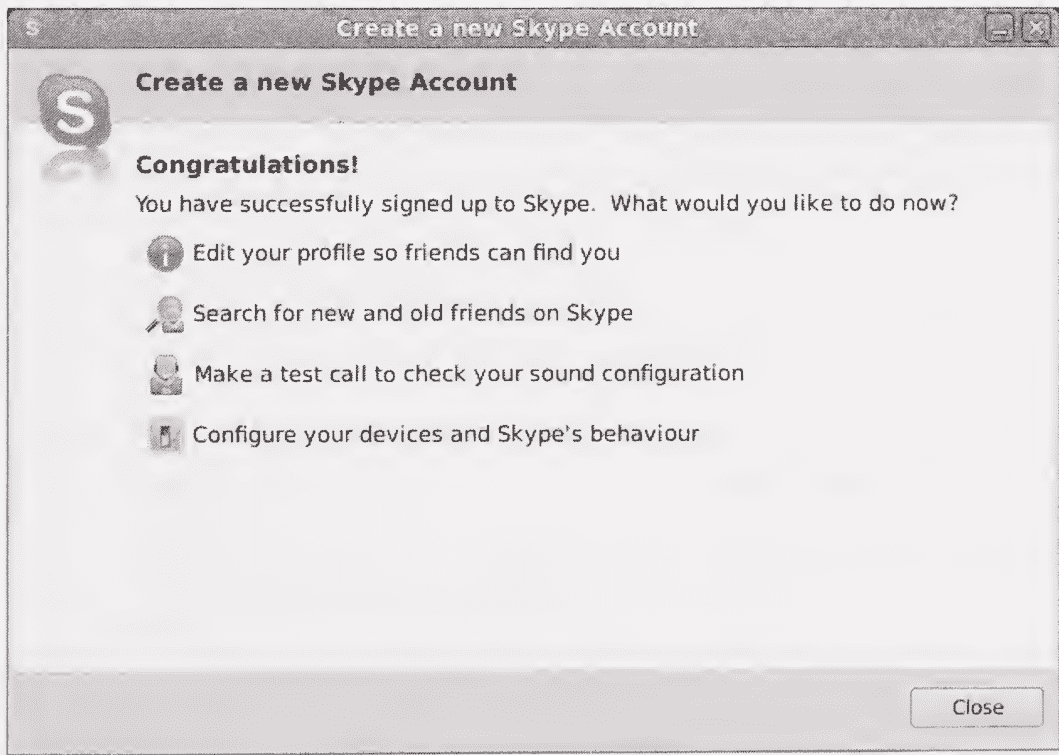 S Create a new Skype Account
S Create a new Skype Account
Congratulations!
You have successfully signed up to Skype. What would you like to do now?
i Edit your profile so friends can find you
Search for new and old friends on Skype
Make a test call to check your sound configuration
Configure your devices and Skype's behaviour
Close